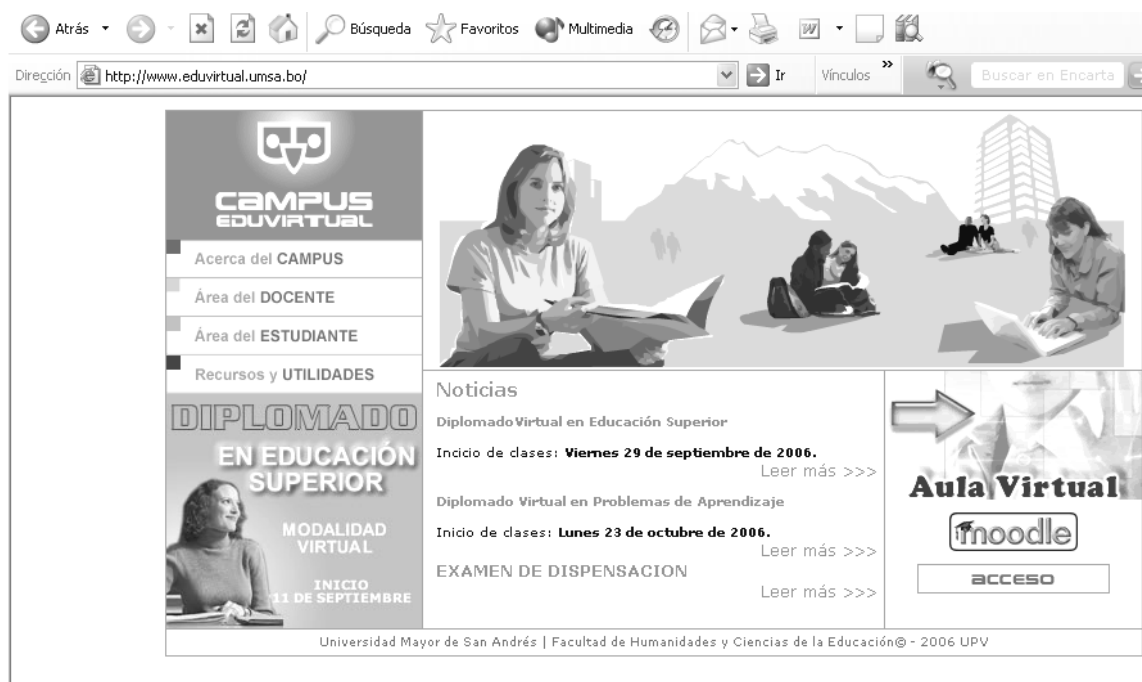 Atrás
Búsqueda
Favoritos
Multimedia
Dirección http://www.eduvirtual.umsa.bo/ Ir Vínculos » Buscar en Encarta
CAMPUS
EDUVIRTUAL
Acerca del CAMPUS
Área del DOCENTE
Área del ESTUDIANTE
Recursos y UTILIDADES
DIPLOMADO
EN EDUCACIÓN
SUPERIOR
MODALIDAD
VIRTUAL
INICIO
11 DE SEPTIEMBRE
Noticias
Diplomado Virtual en Educación Superior
Incicio de clases: Viernes 29 de septiembre de 2006.
Leer más >>>
Diplomado Virtual en Problemas de Aprendizaje
Inicio de clases: Lunes 23 de octubre de 2006.
Leer más >>>
EXAMEN DE DISPENSACION
Leer más >>>
Aula Virtual
moodle
acceso
Universidad Mayor de San Andrés | Facultad de Humanidades y Ciencias de la Educación© - 2006 UPV